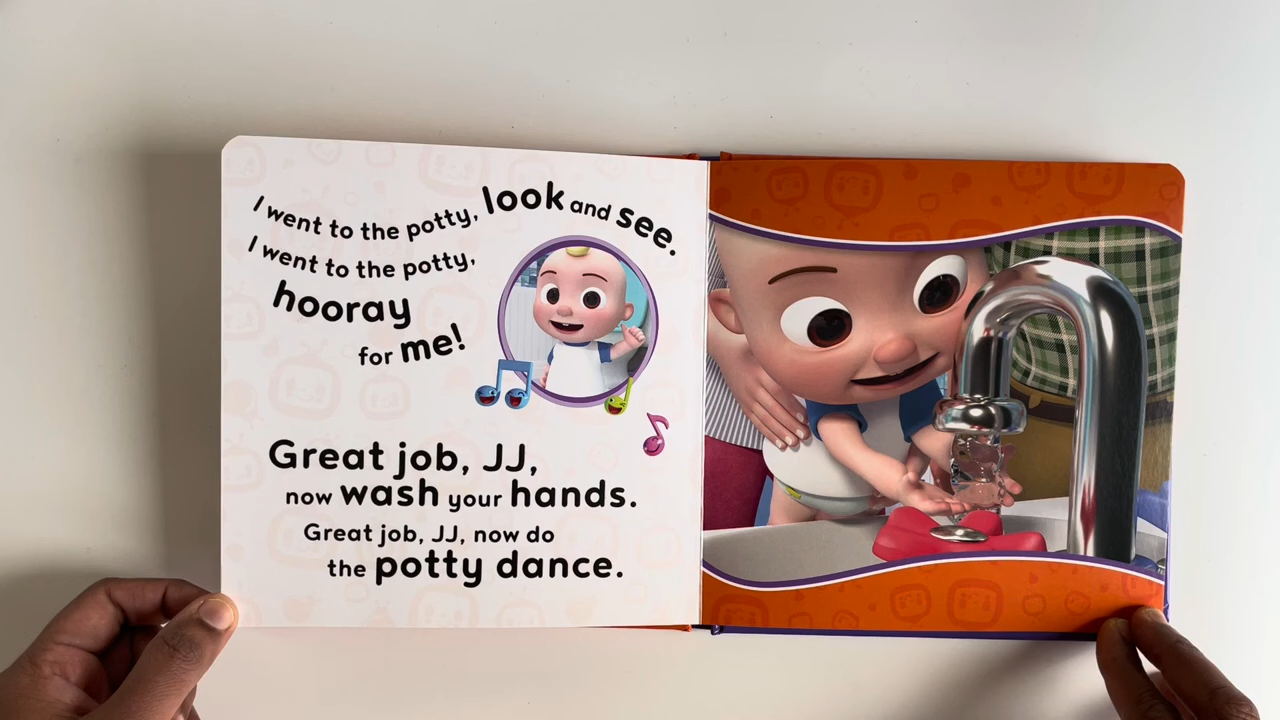 I went to the potty, look and see.
I went to the potty,
hooray
for me!
Great job, JJ,
now wash your hands.
Great job, JJ, now do
the potty dance.